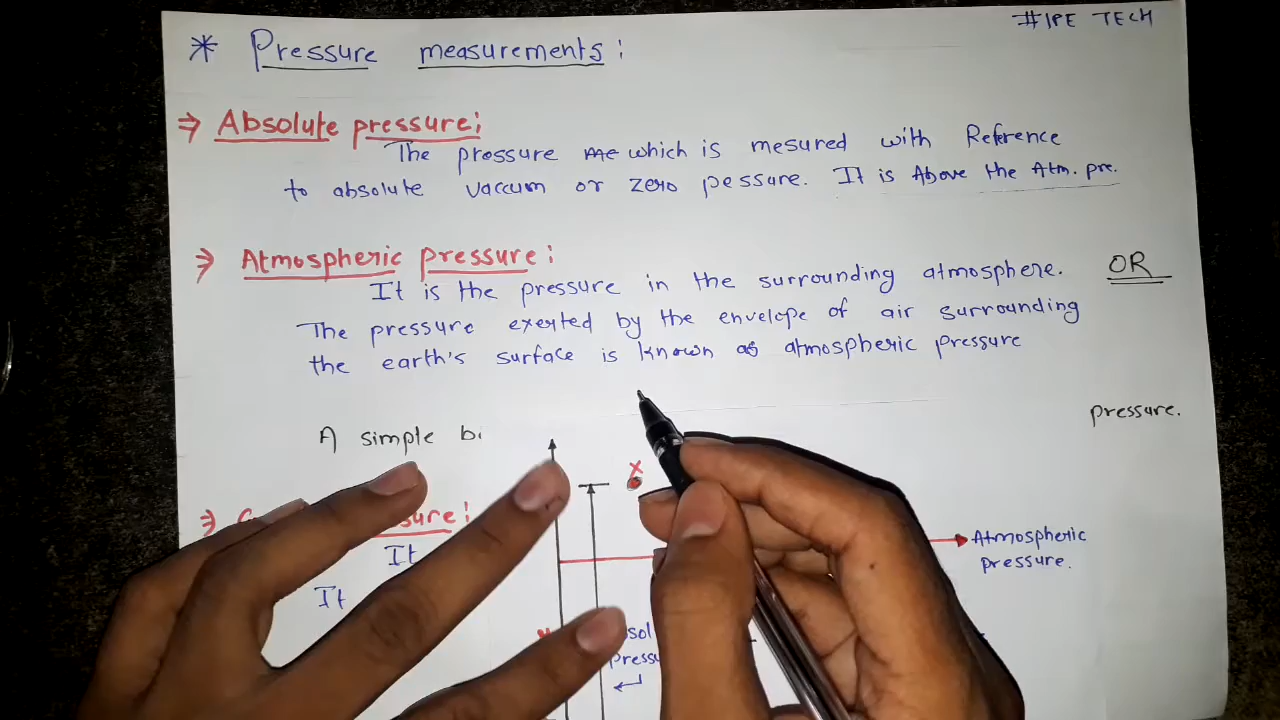 #IPE TECH
* Pressure measurements:
⇒ Absolute pressure:
The pressure me which is mesured with Reference
to absolute vaccum or zero pessure. It is Above the Atm. pre.
⇒ Atmospheric pressure:
It is the pressure in the surrounding atmosphere. OR
The pressure exerted by the envelope of air surrounding
the earth's surface is known as atmospheric pressure
pressure.
A simple
X
It
Atmospheric
pressure.
It